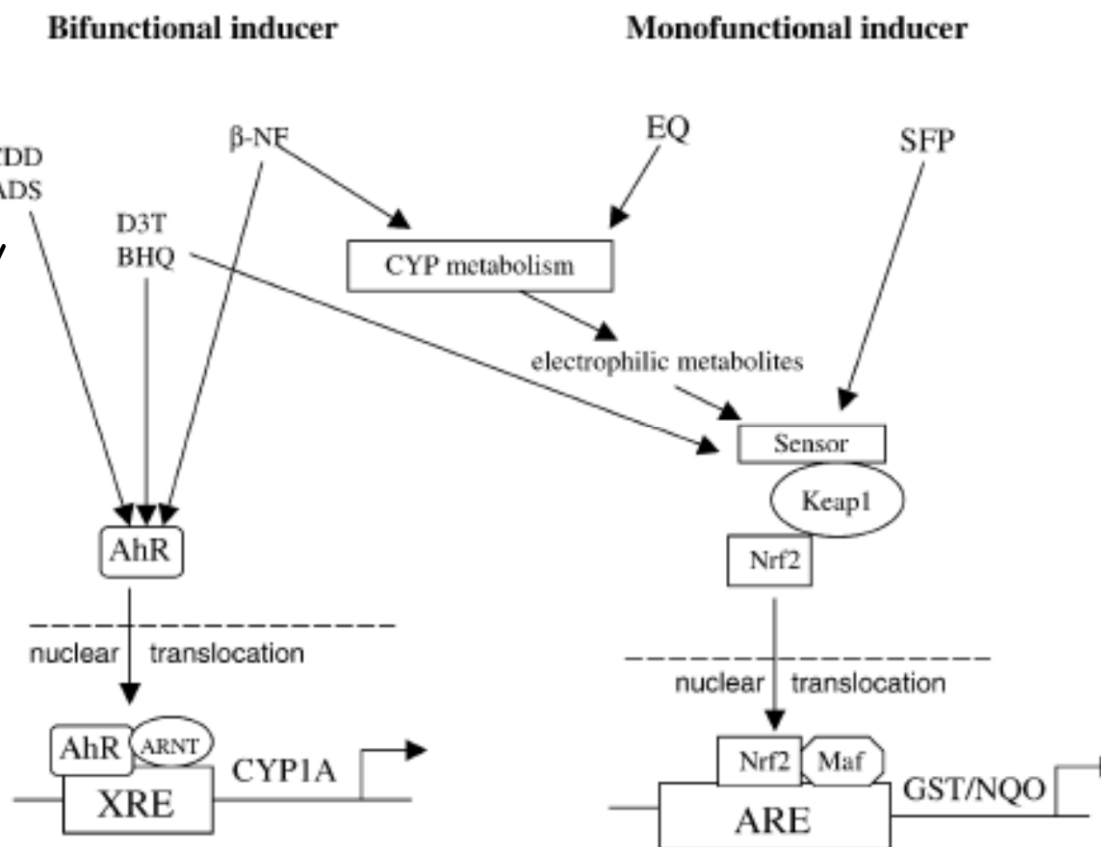 Bifunctional inducer
Monofunctional inducer
β-NF
EQ
SFP
ADS
D3T
BHQ
CYP metabolism
electrophilic metabolites
Sensor
Keap1
AhR
Nrf2
nuclear translocation
nuclear translocation
AhR
ARNT
CYP1A
XRE
Nrf2
Maf
GST/NQO
ARE